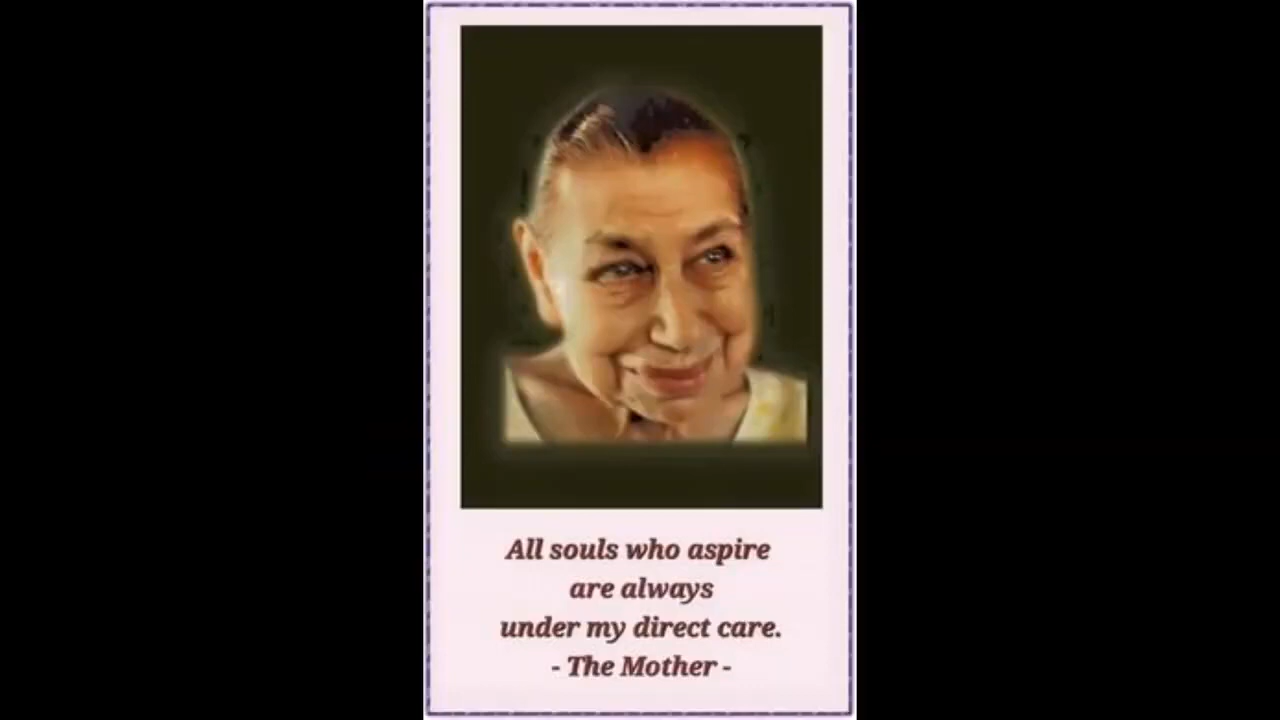 All souls who aspire
are always
under my direct care.
- The Mother -